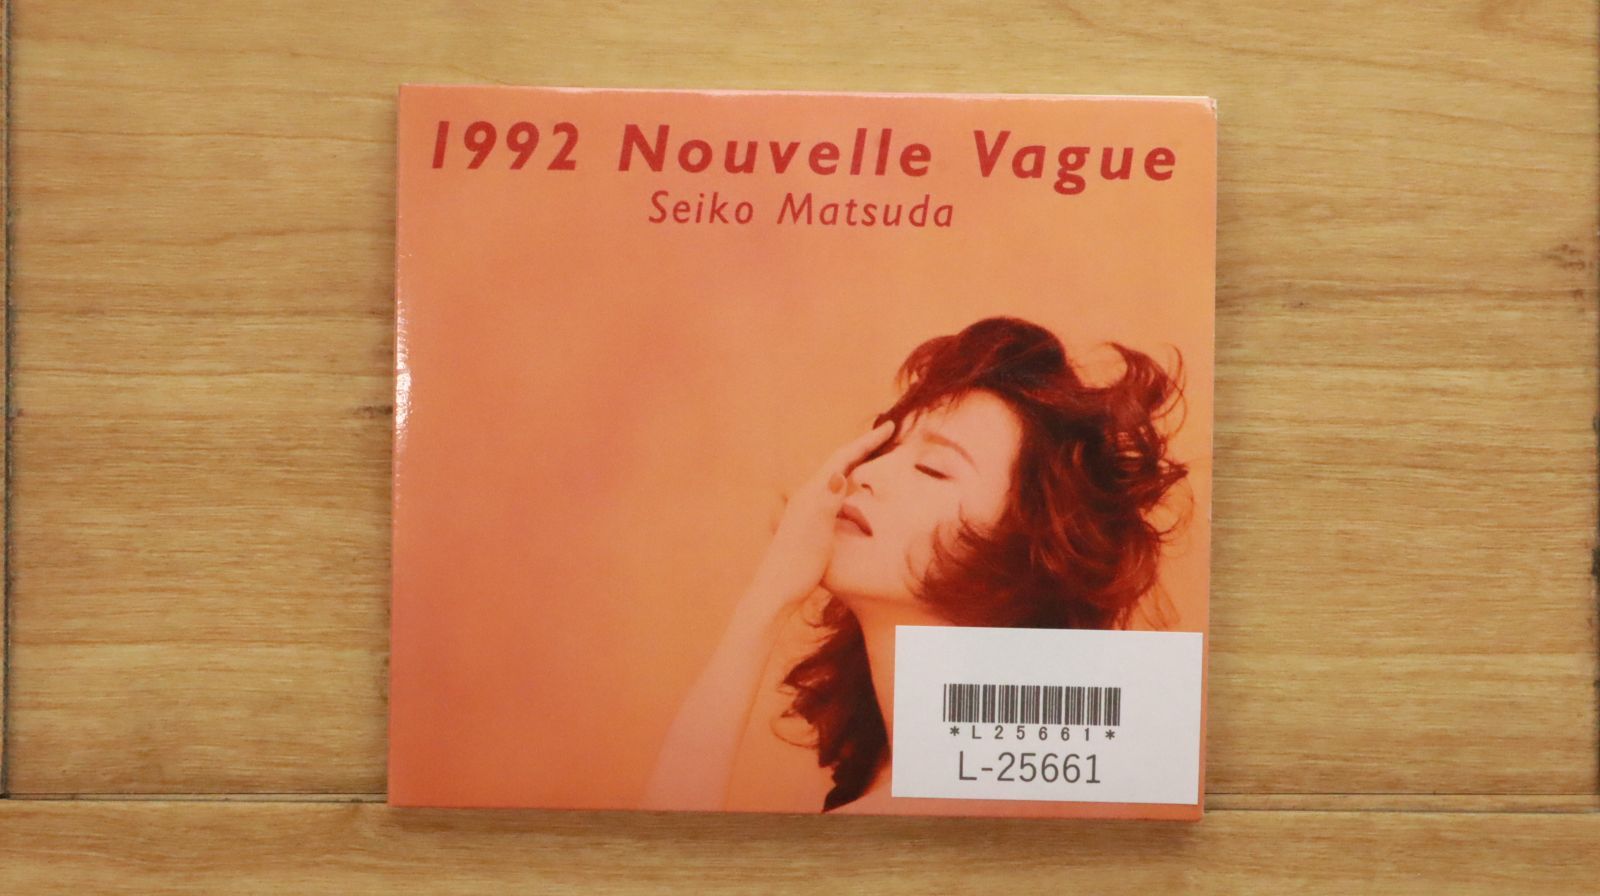 1992 Nouvelle Vague
Seiko Matsuda
*L25661*
L-25661